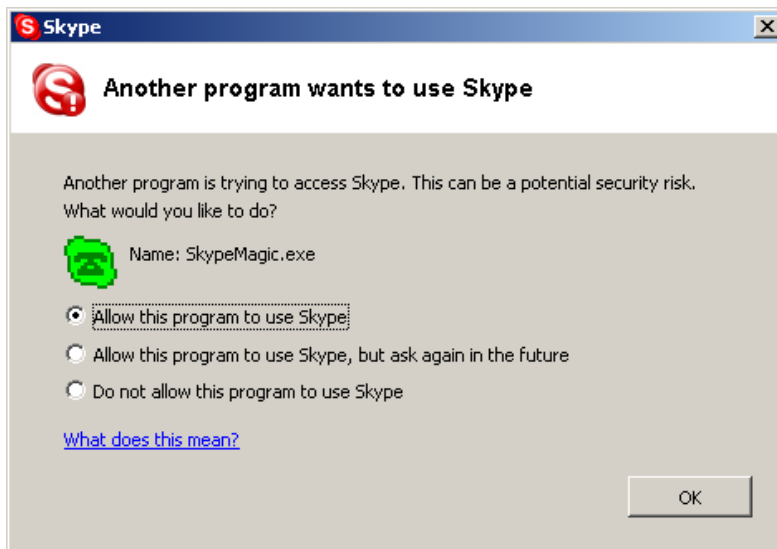 Skype
Another program wants to use Skype
Another program is trying to access Skype. This can be a potential security risk.
What would you like to do?
Name: SkypeMagic.exe
Allow this program to use Skype
Allow this program to use Skype, but ask again in the future
Do not allow this program to use Skype
What does this mean?
OK